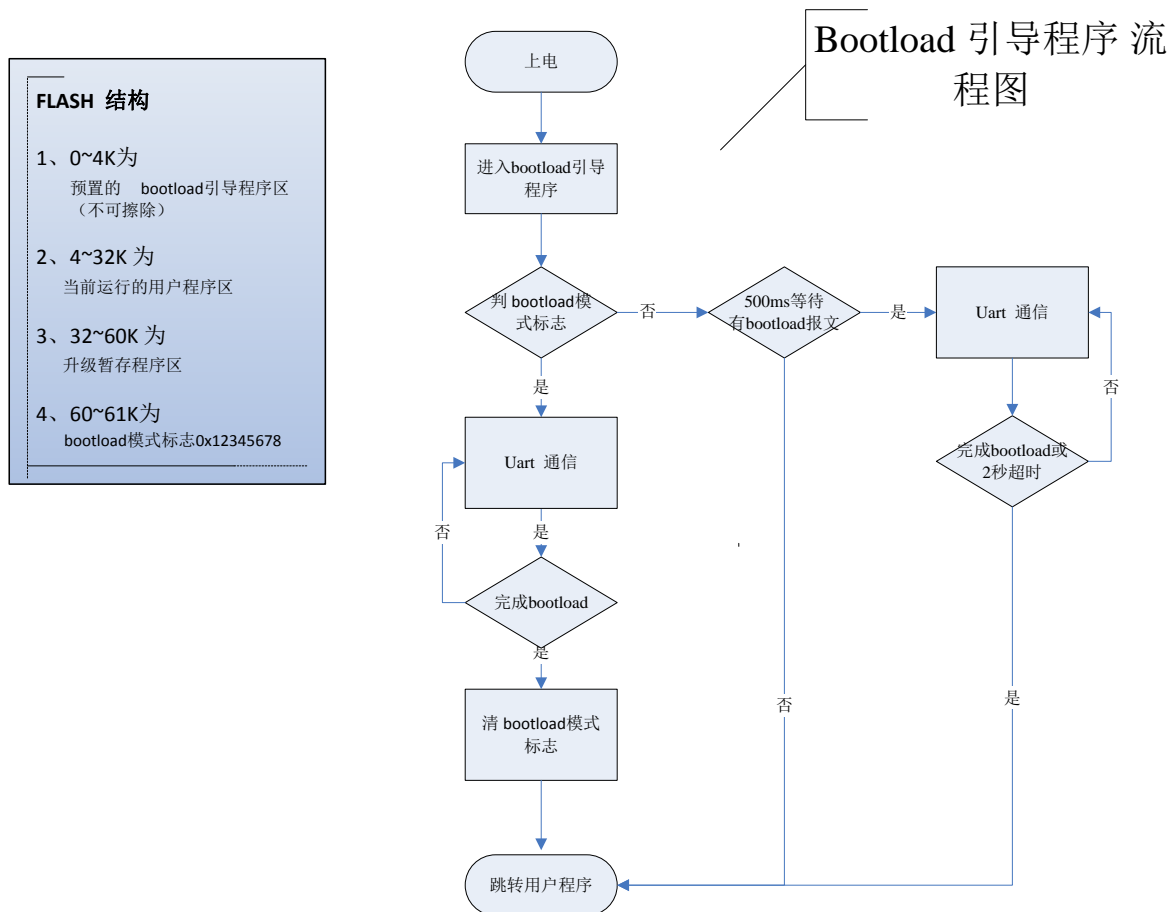 Bootload 引导程序 流
程图
FLASH 结构
1、0~4K为
预置的 bootload引导程序区
（不可擦除）
2、4~32K 为
当前运行的用户程序区
3、32~60K 为
升级暂存程序区
4、60~61K为
bootload模式标志0x12345678
上电
进入bootload引导
程序
判 bootload模
式标志
否
500ms等待
有bootload报文
是
Uart 通信
否
完成bootload或
2秒超时
是
是
Uart 通信
否
是
完成bootload
是
清 bootload模式
标志
否
跳转用户程序